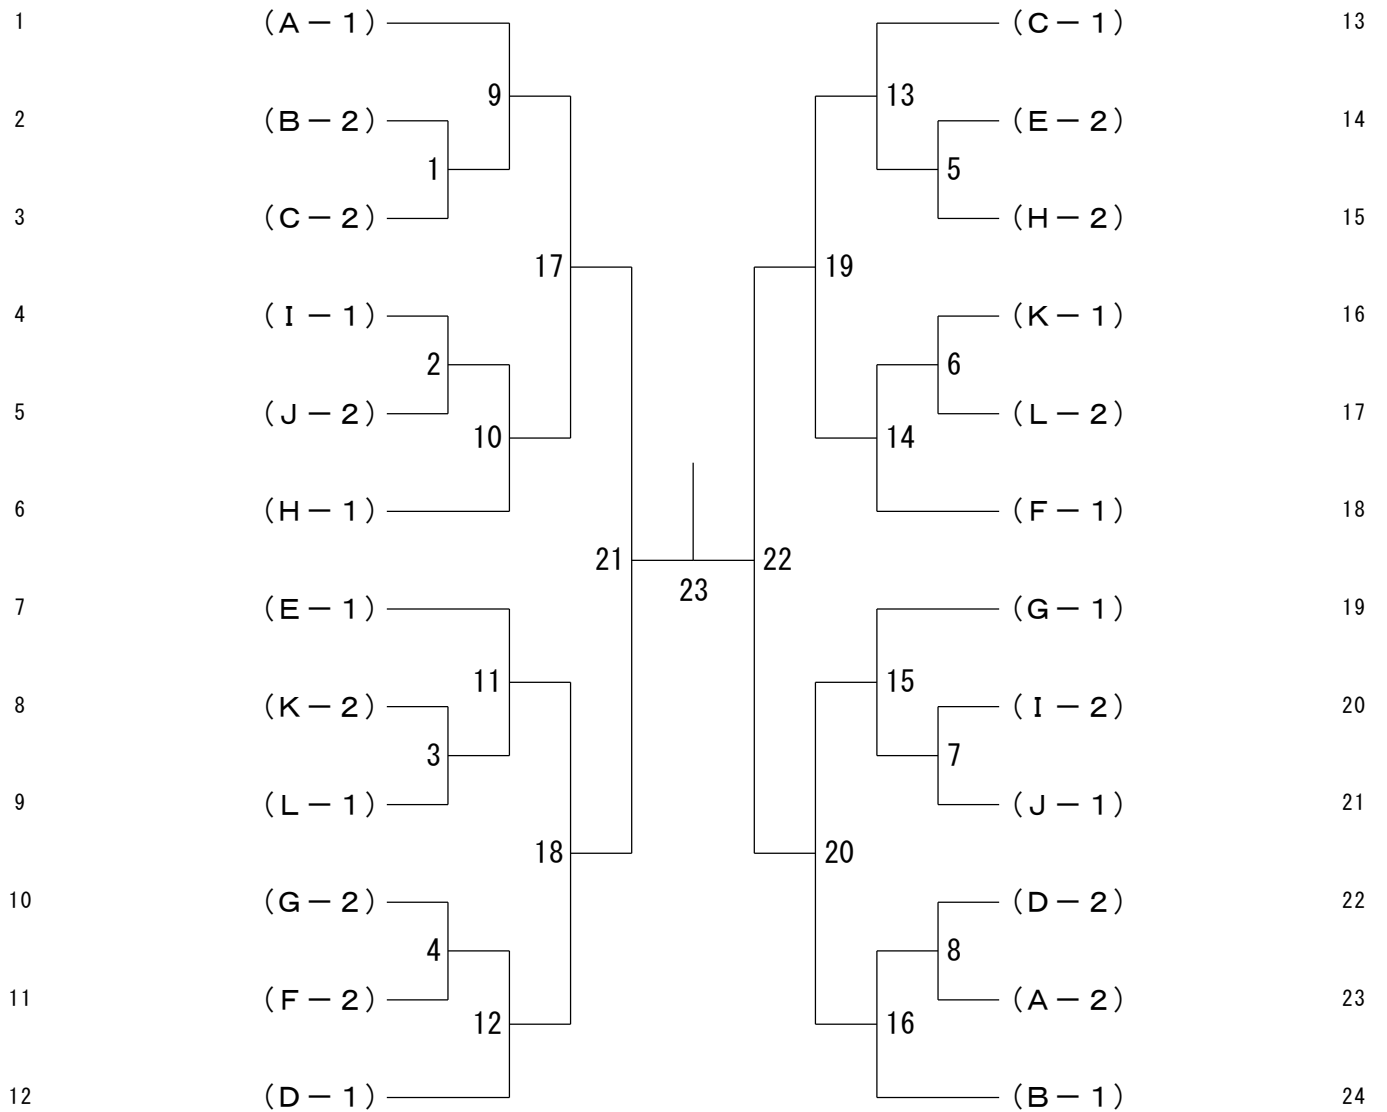 1 (A－1) (C－1) 13
9 13
2 (B－2) (E－2) 14
1 5
3 (C－2) (H－2) 15
17 19
4 (I－1) (K－1) 16
2 6
5 (J－2) (L－2) 17
10 14
6 (H－1) (F－1) 18
21 22
23
7 (E－1) (G－1) 19
11 15
8 (K－2) (I－2) 20
3 7
9 (L－1) (J－1) 21
18 20
10 (G－2) (D－2) 22
4 8
11 (F－2) (A－2) 23
12 16
12 (D－1) (B－1) 24